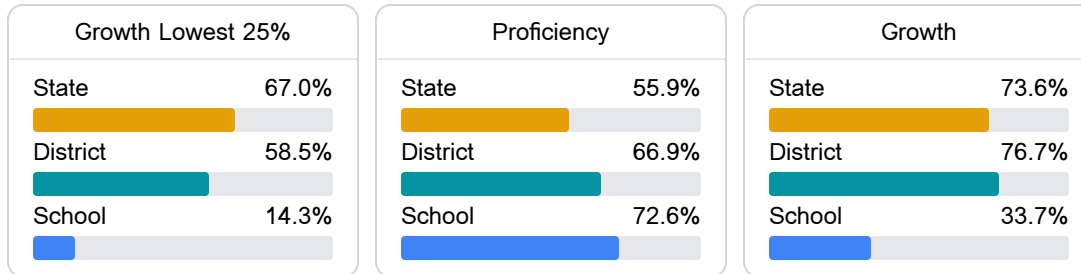 Growth Lowest 25%
State 67.0%
District 58.5%
School 14.3%
Proficiency
State 55.9%
District 66.9%
School 72.6%
Growth
State 73.6%
District 76.7%
School 33.7%